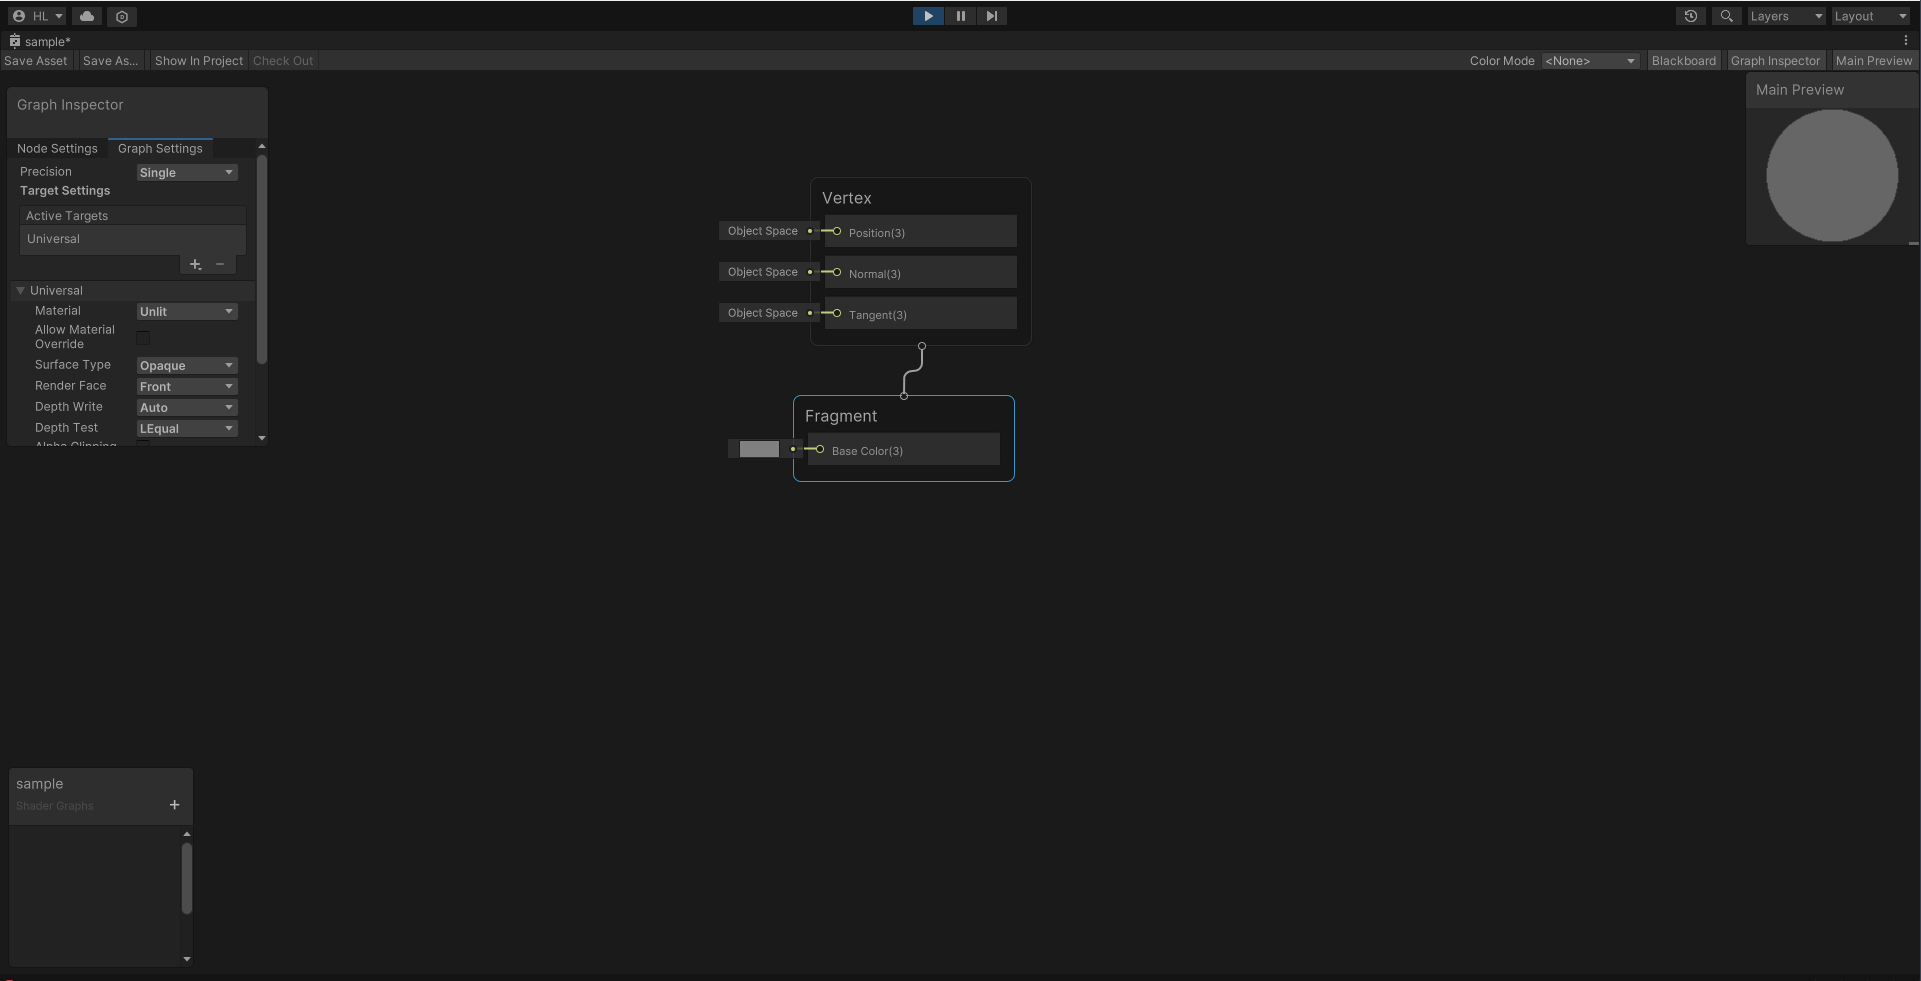 HL
Layers
Layout
sample*
Save Asset
Save As...
Show In Project
Check Out
Color Mode
<None>
Blackboard
Graph Inspector
Main Preview
Graph Inspector
Node Settings
Graph Settings
Precision
Single
Target Settings
Active Targets
Universal
Universal
Material
Unlit
Allow Material
Override
Surface Type
Opaque
Render Face
Front
Depth Write
Auto
Depth Test
LEqual
Alpha Clipping
Vertex
Object Space
Position(3)
Object Space
Normal(3)
Object Space
Tangent(3)
Fragment
Base Color(3)
Main Preview
sample
Shader Graphs